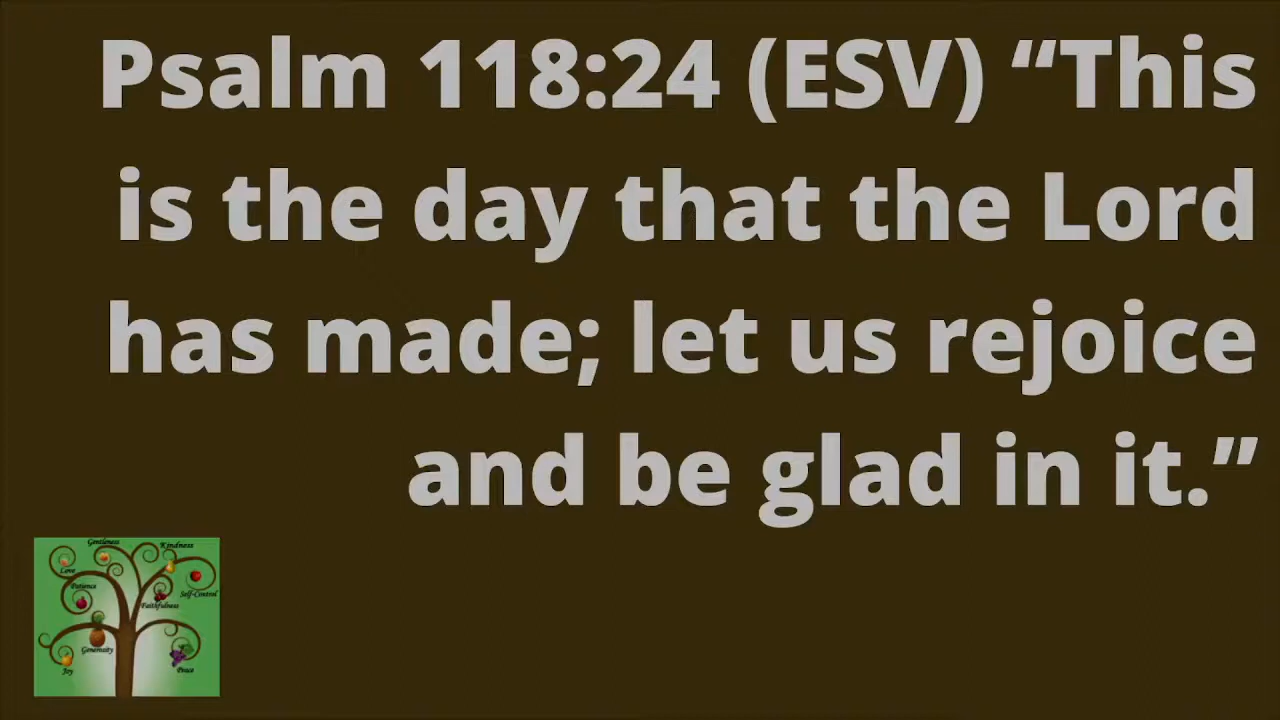 Psalm 118:24 (ESV) “This
is the day that the Lord
has made; let us rejoice
and be glad in it.”
Gentleness
Kindness
Love
Patience
Self-Control
Faithfulness
Generosity
Joy
Peace